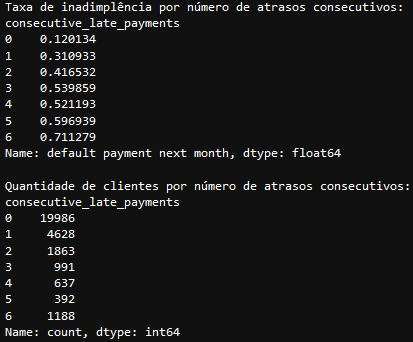 Taxa de inadimplência por número de atrasos consecutivos:
consecutive_late_payments
0    0.120134
1    0.310933
2    0.416532
3    0.539859
4    0.521193
5    0.596939
6    0.711279
Name: default payment next month, dtype: float64

Quantidade de clientes por número de atrasos consecutivos:
consecutive_late_payments
0    19986
1     4628
2     1863
3      991
4      637
5      392
6     1188
Name: count, dtype: int64